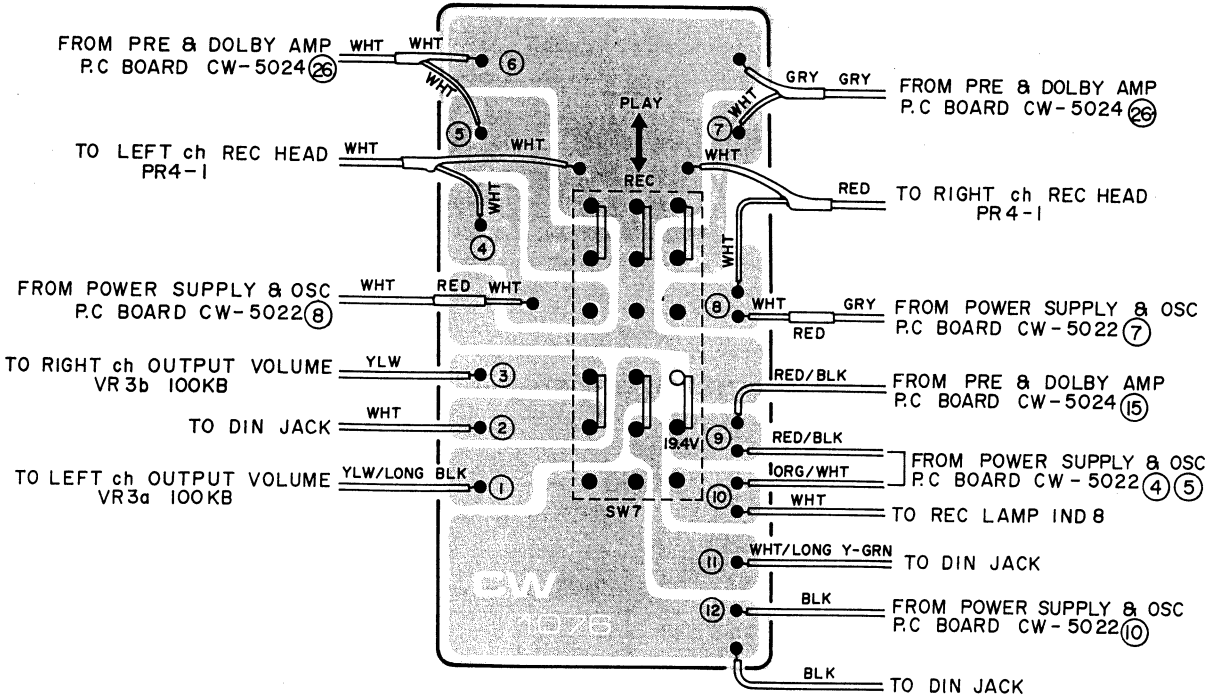 FROM PRE & DOLBY AMP
P.C BOARD CW-5024 26
WHT
WHT
WHT
6
5
TO LEFT ch REC HEAD
PR4-1
WHT
WHT
WHT
4
FROM POWER SUPPLY & OSC
P.C BOARD CW-5022 8
WHT
RED
WHT
TO RIGHT ch OUTPUT VOLUME
VR3b 100KB
YLW
3
TO DIN JACK
WHT
2
TO LEFT ch OUTPUT VOLUME
VR3a 100KB
YLW/LONG BLK
1
PLAY
REC
19.4V
SW7
CW
1076
GRY
GRY
WHT
7
FROM PRE & DOLBY AMP
P.C BOARD CW-5024 26
WHT
RED
WHT
TO RIGHT ch REC HEAD
PR4-1
8
WHT
RED
GRY
FROM POWER SUPPLY & OSC
P.C BOARD CW-5022 7
RED/BLK
FROM PRE & DOLBY AMP
P.C BOARD CW-5024 15
9
RED/BLK
ORG/WHT
FROM POWER SUPPLY & OSC
P.C BOARD CW-5022 4 5
10
WHT
TO REC LAMP IND 8
11
WHT/LONG Y-GRN
TO DIN JACK
12
BLK
FROM POWER SUPPLY & OSC
P.C BOARD CW-5022 10
BLK
TO DIN JACK